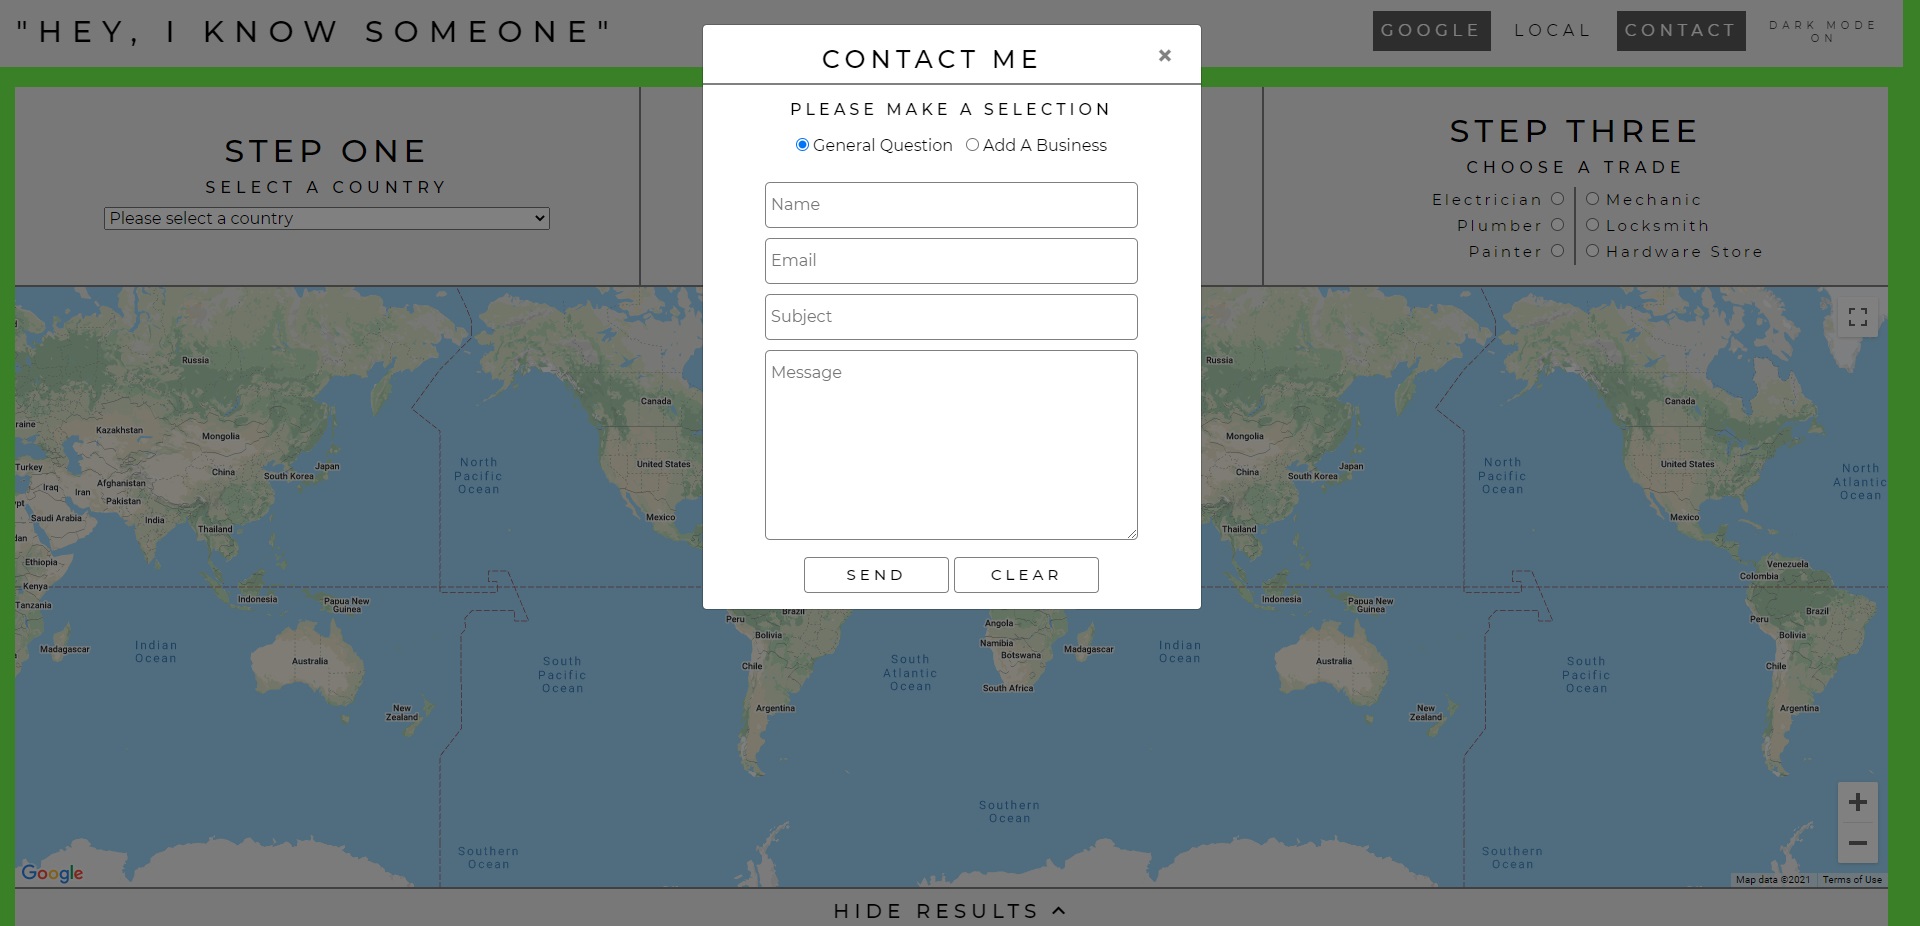 "HEY, I KNOW SOMEONE"
GOOGLE
LOCAL
CONTACT
DARK MODE
ON
CONTACT ME
×
PLEASE MAKE A SELECTION
General Question
Add A Business
Name
Email
Subject
Message
SEND
CLEAR
STEP ONE
SELECT A COUNTRY
Please select a country
STEP THREE
CHOOSE A TRADE
Electrician
Mechanic
Plumber
Locksmith
Painter
Hardware Store
Russia
Canada
raine
Kazakhstan
Mongolia
Turkey
China
Japan
South Korea
United States
Iraq
Iran
Afghanistan
Pakistan
Saudi Arabia
India
Thailand
Mexico
North
Pacific
Ocean
Ethiopia
Kenya
Tanzania
Indonesia
Papua New
Guinea
Madagascar
Indian
Ocean
Australia
South
Pacific
Ocean
New
Zealand
Southern
Ocean
Brazil
Peru
Bolivia
Chile
Argentina
South
Atlantic
Ocean
Angola
Namibia
Botswana
South Africa
Madagascar
Southern
Ocean
Indian
Ocean
Russia
Mongolia
China
Japan
South Korea
Thailand
Indonesia
Papua New
Guinea
Australia
New
Zealand
North
Pacific
Ocean
South
Pacific
Ocean
Southern
Ocean
Canada
United States
Mexico
North
Atlantic
Ocean
Venezuela
Colombia
Brazil
Peru
Bolivia
Chile
Argentina
Google
Map data ©2021
Terms of Use
HIDE RESULTS